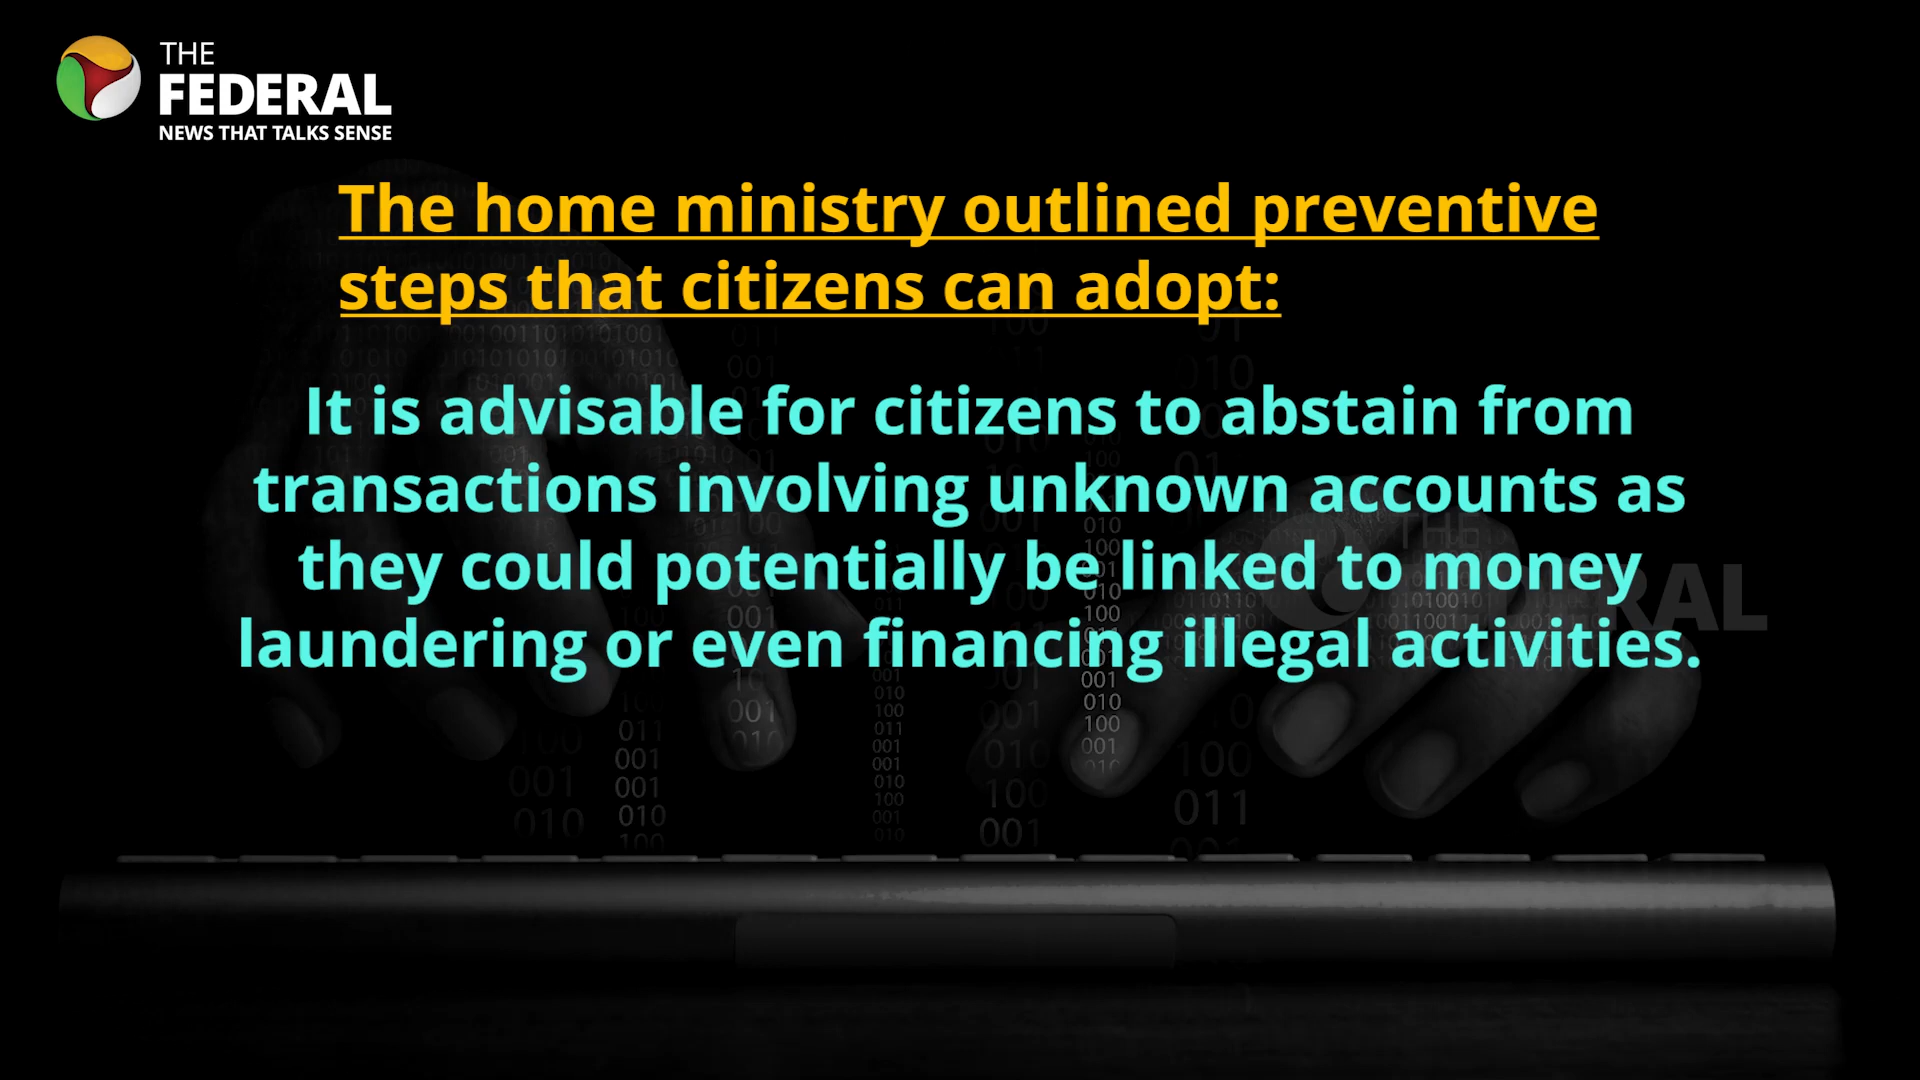 THE
FEDERAL
NEWS THAT TALKS SENSE
The home ministry outlined preventive
steps that citizens can adopt:
It is advisable for citizens to abstain from
transactions involving unknown accounts as
they could potentially be linked to money
laundering or even financing illegal activities.